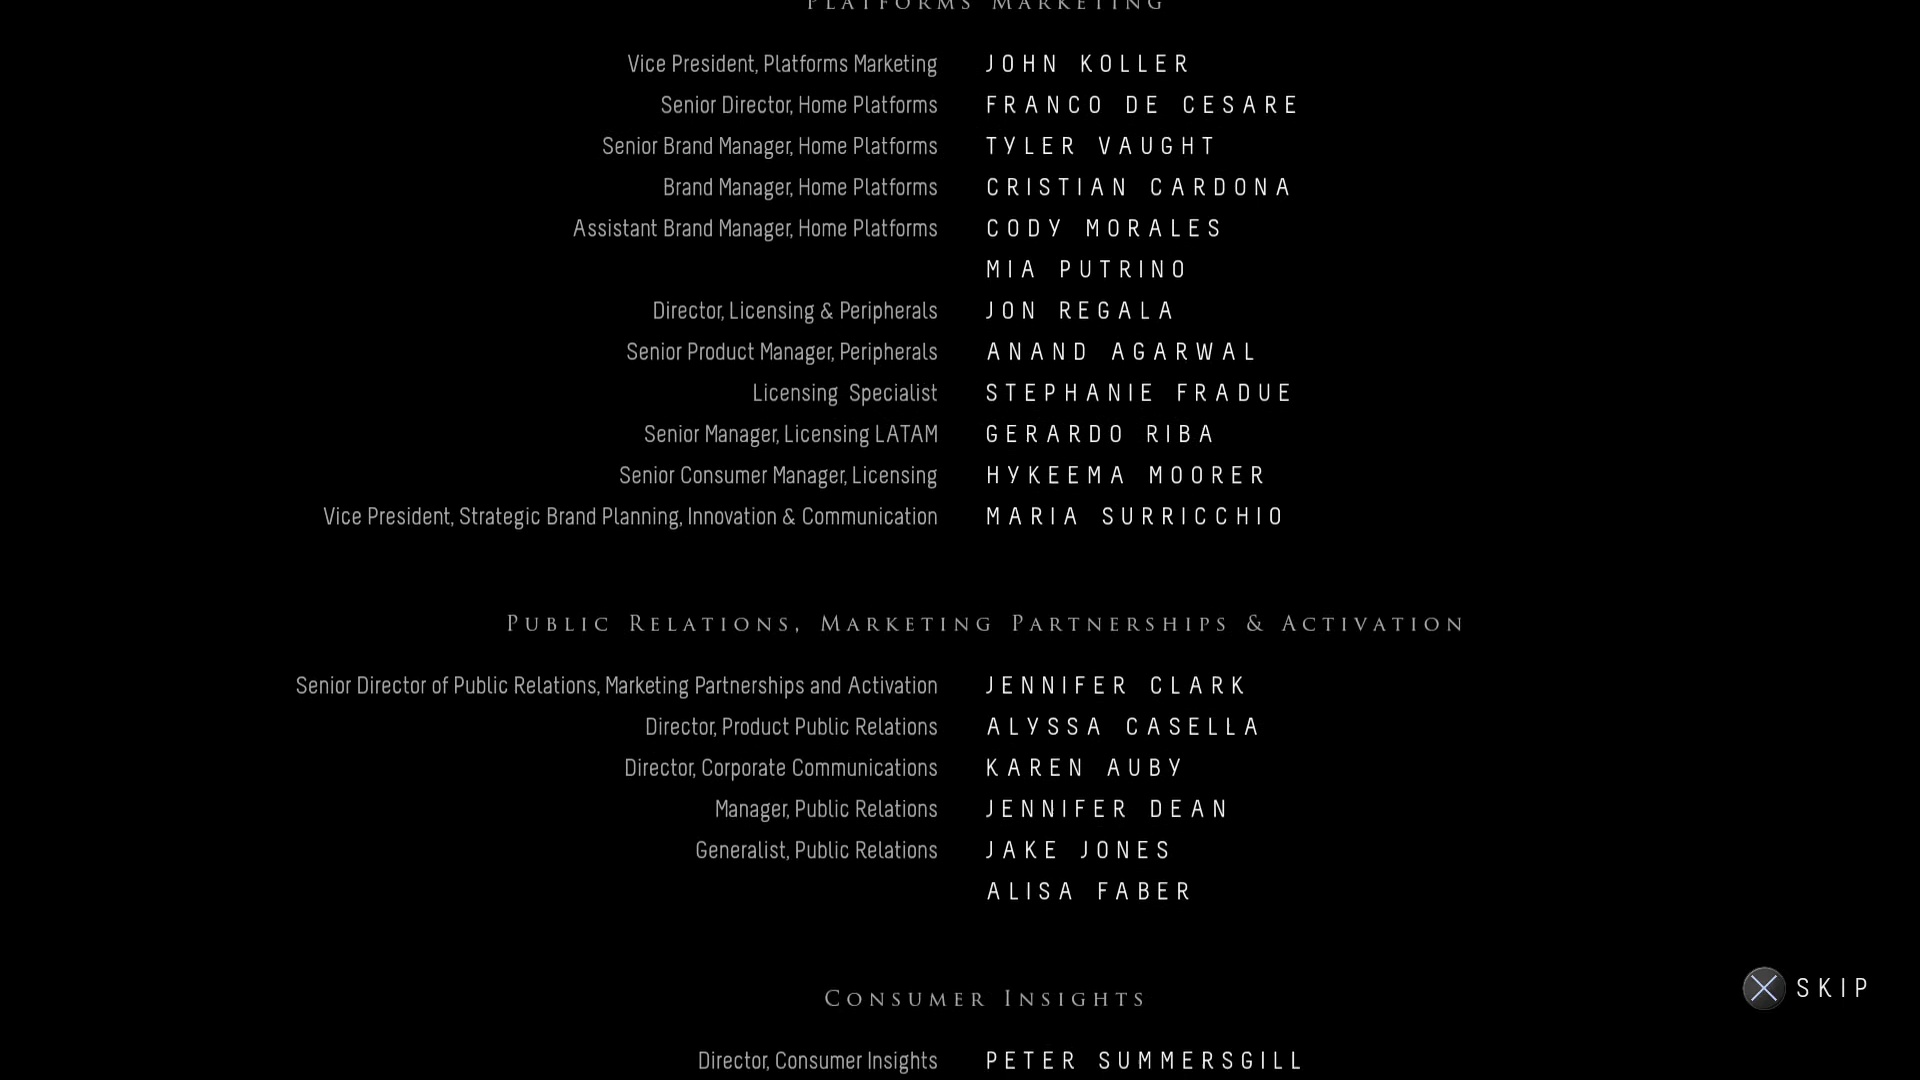 PLATFORMS MARKETING
Vice President, Platforms Marketing JOHN KOLLER
Senior Director, Home Platforms FRANCO DE CESARE
Senior Brand Manager, Home Platforms TYLER VAUGHT
Brand Manager, Home Platforms CRISTIAN CARDONA
Assistant Brand Manager, Home Platforms CODY MORALES
MIA PUTRINO
Director, Licensing & Peripherals JON REGALA
Senior Product Manager, Peripherals ANAND AGARWAL
Licensing Specialist STEPHANIE FRADUE
Senior Manager, Licensing LATAM GERARDO RIBA
Senior Consumer Manager, Licensing HYKEEMA MOORER
Vice President, Strategic Brand Planning, Innovation & Communication MARIA SURRICCHIO
PUBLIC RELATIONS, MARKETING PARTNERSHIPS & ACTIVATION
Senior Director of Public Relations, Marketing Partnerships and Activation JENNIFER CLARK
Director, Product Public Relations ALYSSA CASELLA
Director, Corporate Communications KAREN AUBY
Manager, Public Relations JENNIFER DEAN
Generalist, Public Relations JAKE JONES
ALISA FABER
CONSUMER INSIGHTS
SKIP
Director, Consumer Insights PETER SUMMERSGILL